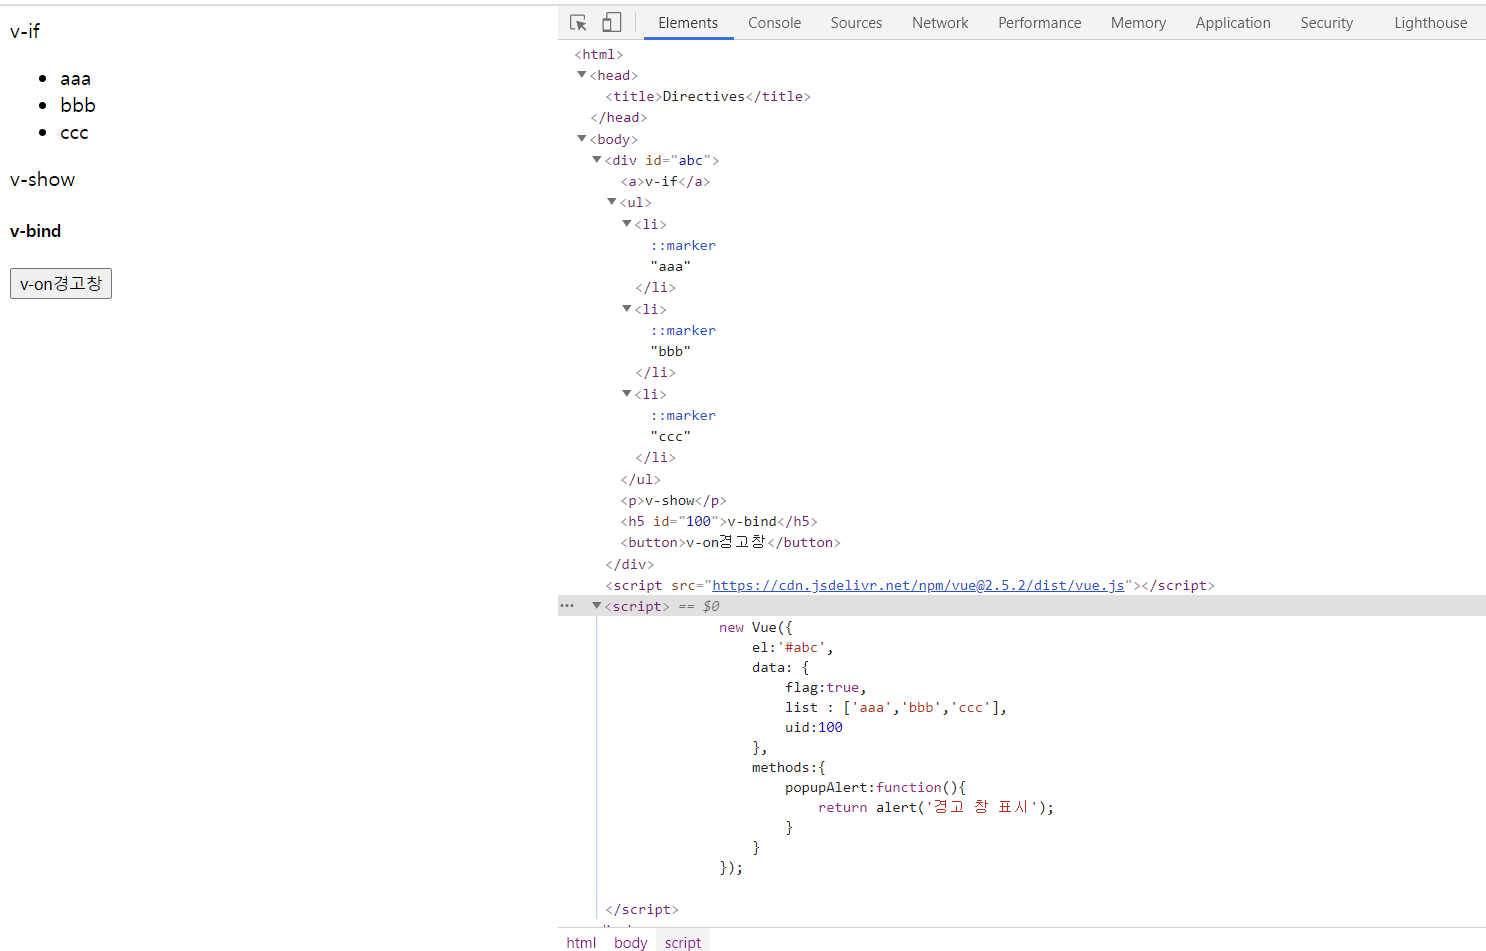 v-if
aaa
bbb
ccc
v-show
v-bind
v-on경고창
Elements Console Sources Network Performance Memory Application Security Lighthouse
<html>
<head>
<title>Directives</title>
</head>
<body>
<div id="abc">
<a>v-if</a>
<ul>
<li>
::marker
"aaa"
</li>
<li>
::marker
"bbb"
</li>
<li>
::marker
"ccc"
</li>
</ul>
<p>v-show</p>
<h5 id="100">v-bind</h5>
<button>v-on경고창</button>
</div>
<script src="https://cdn.jsdelivr.net/npm/vue@2.5.2/dist/vue.js"></script>
<script> == $0
new Vue({
el:'#abc',
data: {
flag:true,
list : ['aaa','bbb','ccc'],
uid:100
},
methods:{
popupAlert:function(){
return alert('경고 창 표시');
}
}
});
</script>
html body script